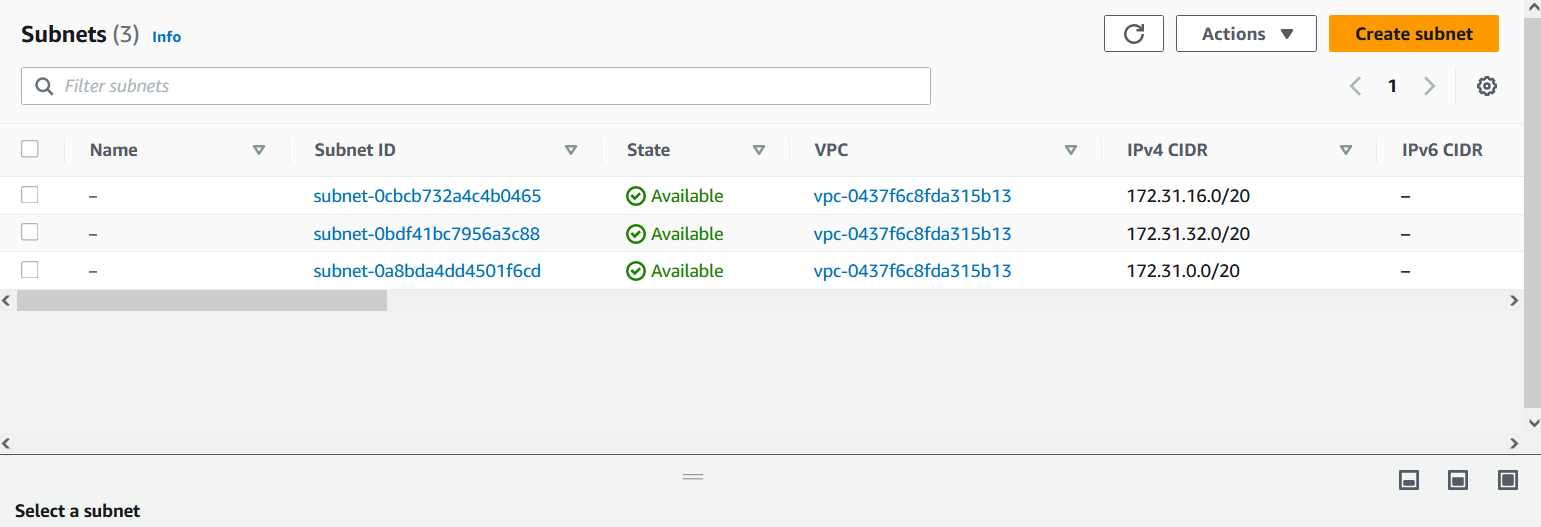 Subnets (3) Info
Actions
Create subnet
Filter subnets
1
Name Subnet ID State VPC IPv4 CIDR IPv6 CIDR
– subnet-0cbcb732a4c4b0465 Available vpc-0437f6c8fda315b13 172.31.16.0/20 –
– subnet-0bdf41bc7956a3c88 Available vpc-0437f6c8fda315b13 172.31.32.0/20 –
– subnet-0a8bda4dd4501f6cd Available vpc-0437f6c8fda315b13 172.31.0.0/20 –
Select a subnet